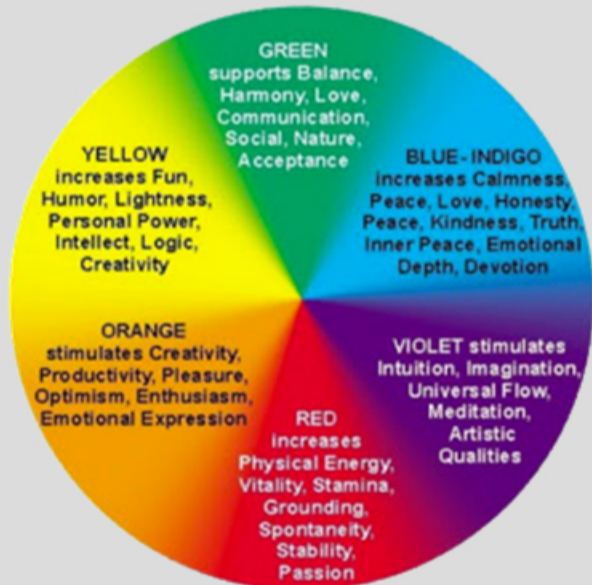 GREEN
supports Balance,
Harmony, Love,
Communication,
Social, Nature,
Acceptance
YELLOW
increases Fun,
Humor, Lightness,
Personal Power,
Intellect, Logic,
Creativity
BLUE-INDIGO
increases Calmness,
Peace, Love, Honesty,
Peace, Kindness, Truth,
Inner Peace, Emotional
Depth, Devotion
ORANGE
stimulates Creativity,
Productivity, Pleasure,
Optimism, Enthusiasm,
Emotional Expression
VIOLET stimulates
Intuition, Imagination,
Universal Flow,
Meditation,
Artistic
Qualities
RED
increases
Physical Energy,
Vitality, Stamina,
Grounding,
Spontaneity,
Stability,
Passion